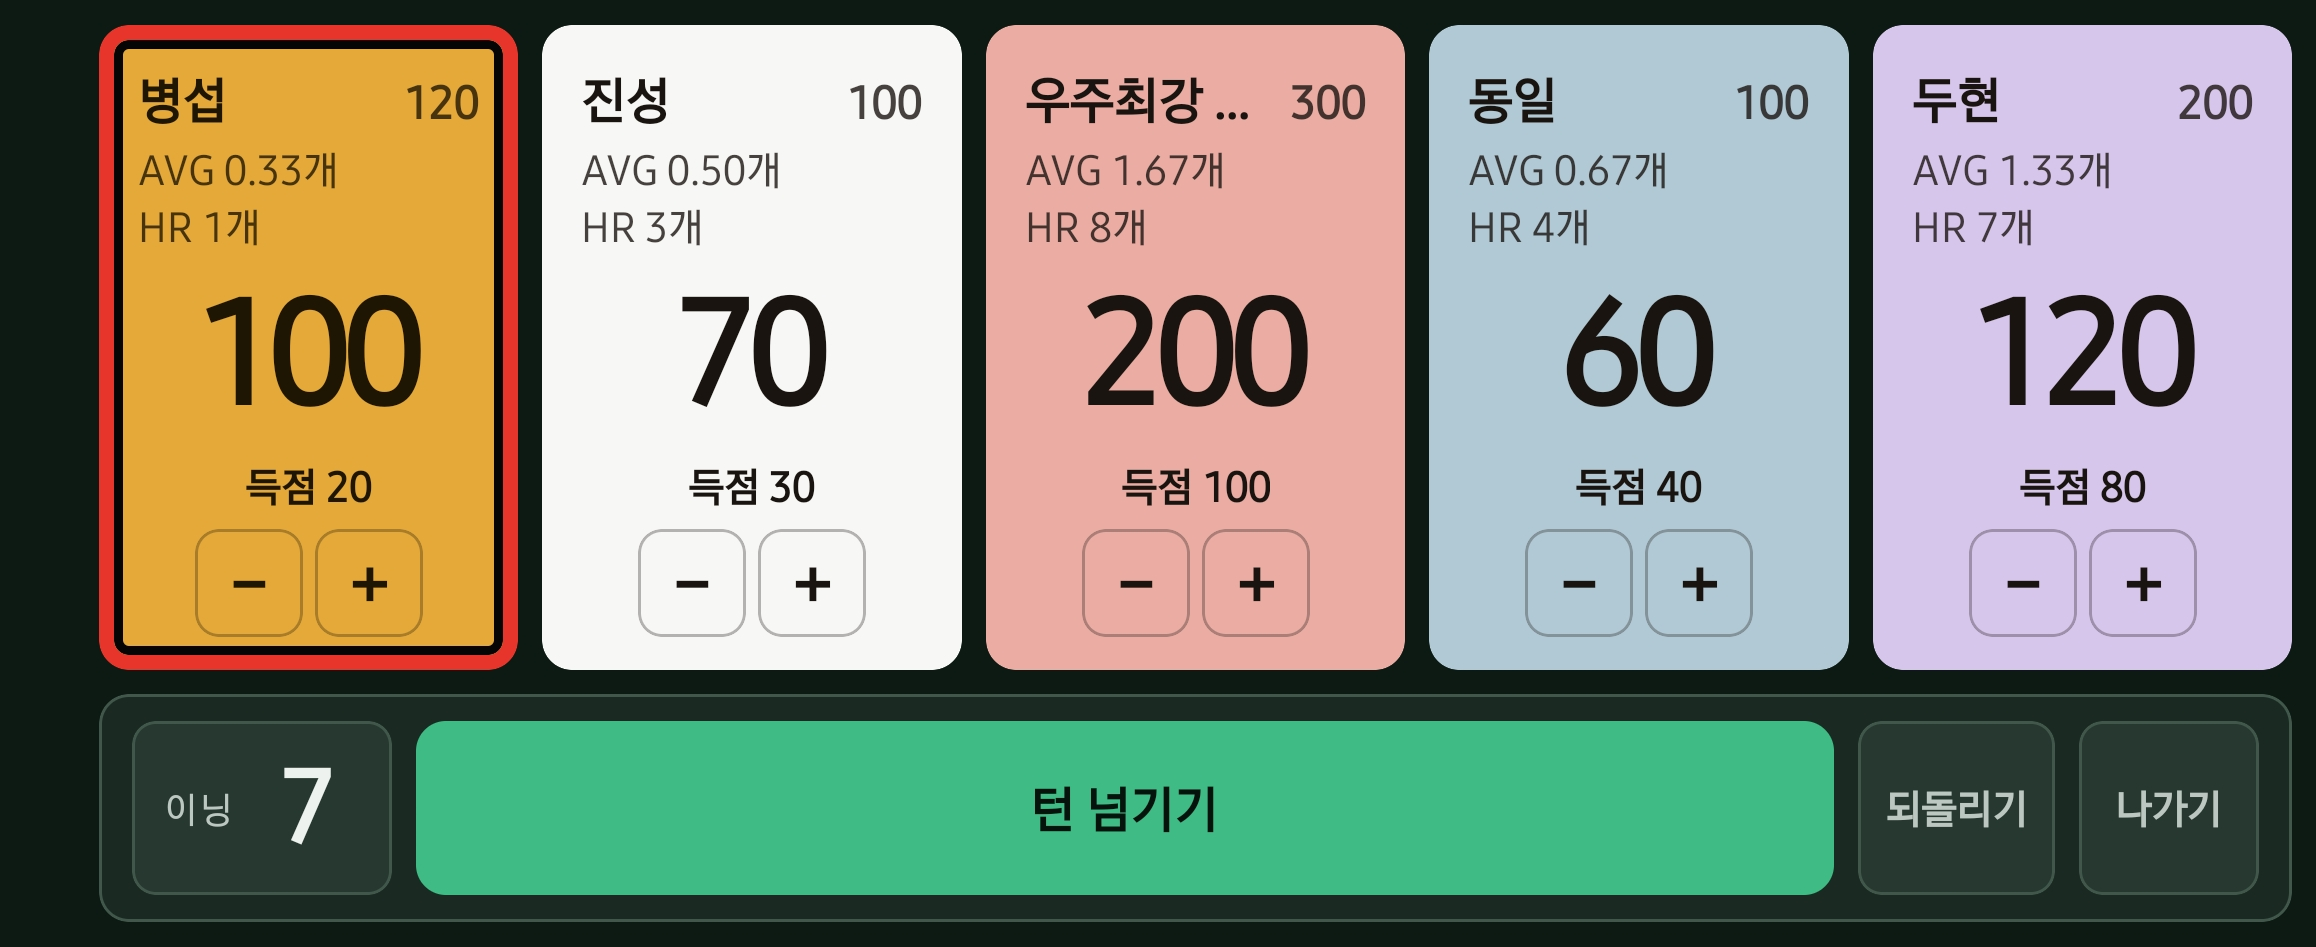 병섭 120
AVG 0.33개
HR 1개
100
득점 20
− +
진성 100
AVG 0.50개
HR 3개
70
득점 30
− +
우주최강 ... 300
AVG 1.67개
HR 8개
200
득점 100
− +
동일 100
AVG 0.67개
HR 4개
60
득점 40
− +
두현 200
AVG 1.33개
HR 7개
120
득점 80
− +
이닝 7
턴 넘기기
되돌리기
나가기